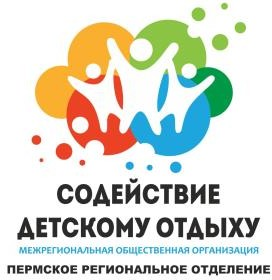 СОДЕЙСТВИЕ
ДЕТСКОМУ ОТДЫХУ
МЕЖРЕГИОНАЛЬНАЯ ОБЩЕСТВЕННАЯ ОРГАНИЗАЦИЯ
ПЕРМСКОЕ РЕГИОНАЛЬНОЕ ОТДЕЛЕНИЕ